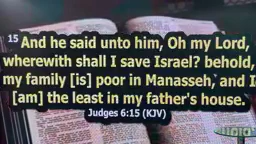 15 And he said unto him, Oh my Lord,
wherewith shall I save Israel? behold,
my family [is] poor in Manasseh, and I
[am] the least in my father's house.
Judges 6:15 (KJV)